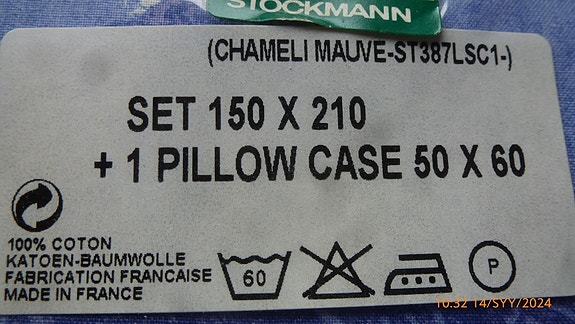 STOCKMANN
(CHAMELI MAUVE-ST387LSC1-)
SET 150 X 210
+ 1 PILLOW CASE 50 X 60
100% COTON
KATOEN-BAUMWOLLE
FABRICATION FRANCAISE
MADE IN FRANCE
60
P
10.32 14/SYY/2024